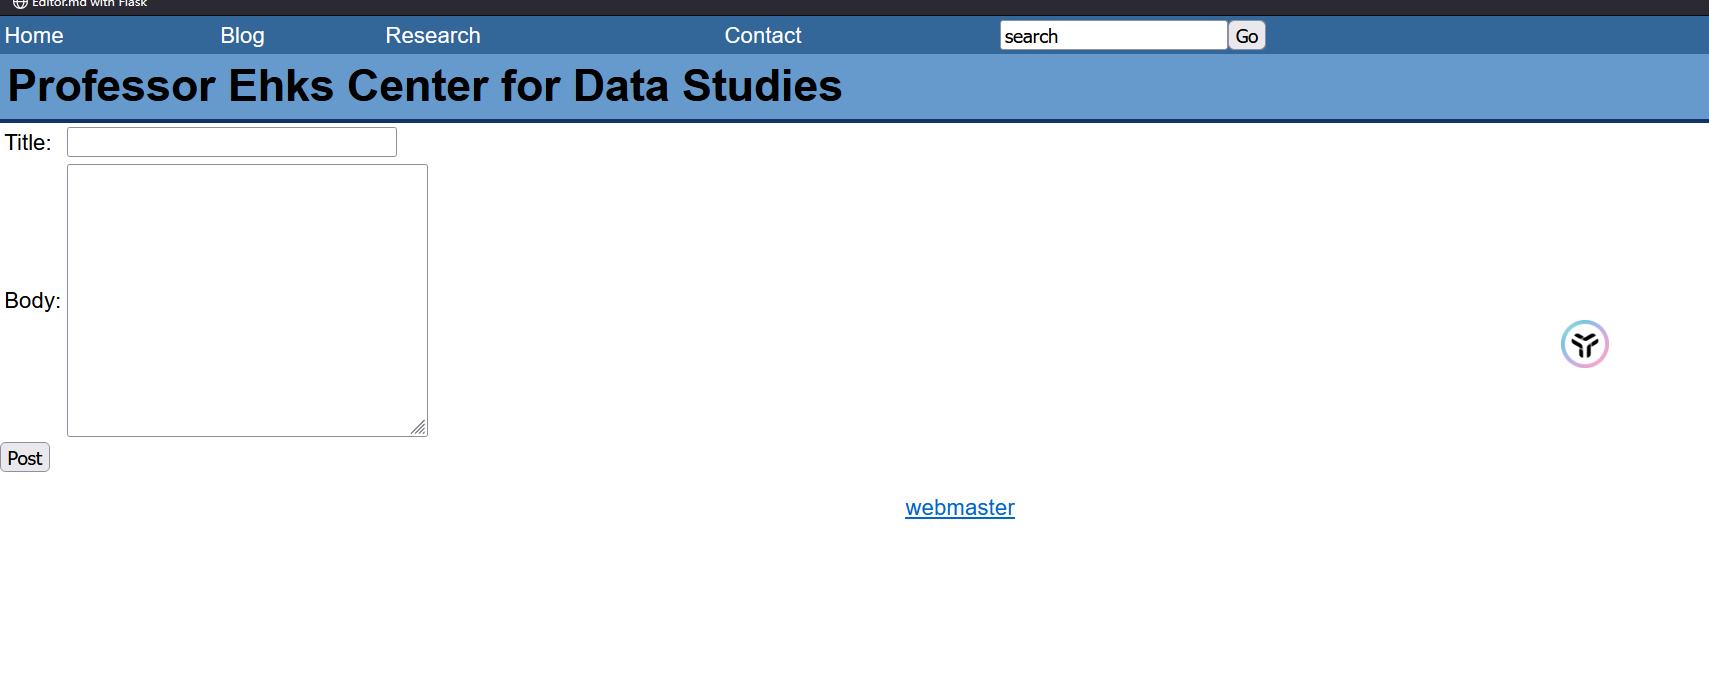 Editor.md with Flask
Home Blog Research Contact search Go
Professor Ehks Center for Data Studies
Title:
Body:
Post
webmaster